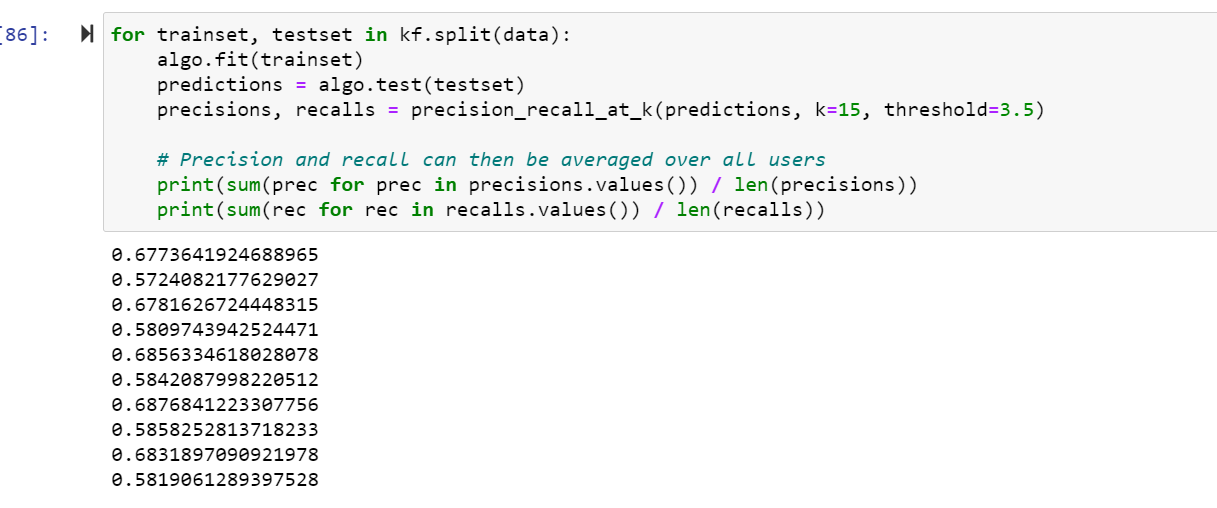 [86]:
for trainset, testset in kf.split(data):
    algo.fit(trainset)
    predictions = algo.test(testset)
    precisions, recalls = precision_recall_at_k(predictions, k=15, threshold=3.5)

    # Precision and recall can then be averaged over all users
    print(sum(prec for prec in precisions.values()) / len(precisions))
    print(sum(rec for rec in recalls.values()) / len(recalls))
0.6773641924688965
0.5724082177629027
0.6781626724448315
0.5809743942524471
0.6856334618028078
0.5842087998220512
0.6876841223307756
0.5858252813718233
0.6831897090921978
0.5819061289397528